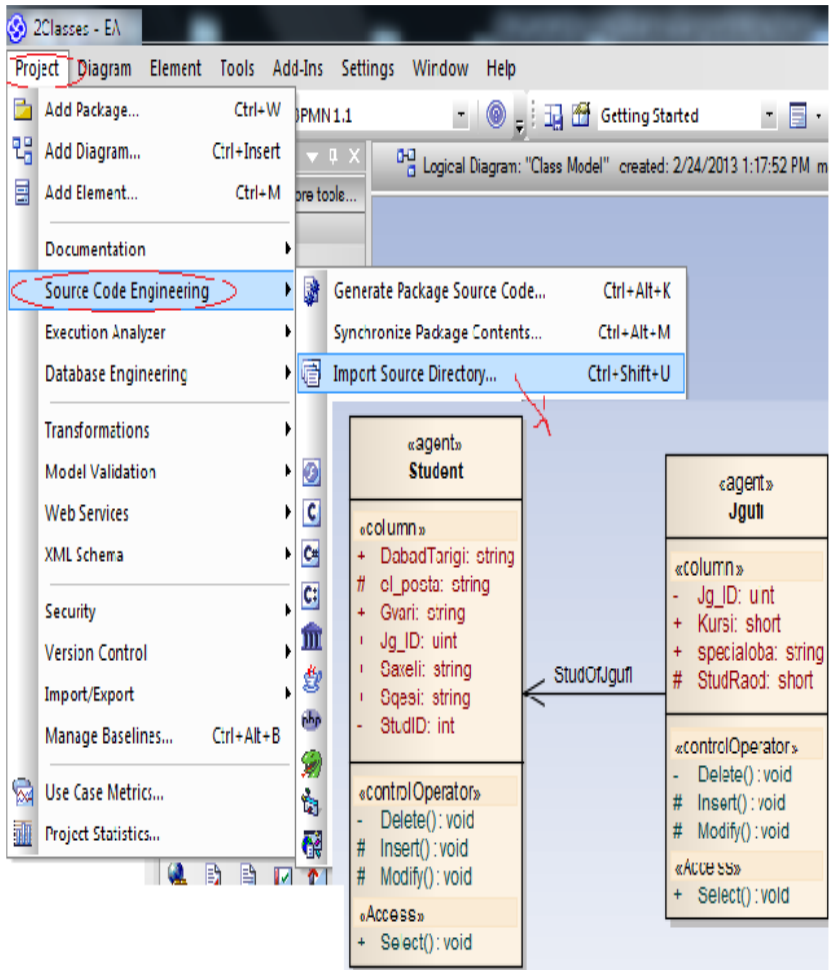 2Classes - EA
Project Diagram Element Tools Add-Ins Settings Window Help
Add Package... Ctrl+W
BPMN 1.1
Getting Started
Add Diagram... Ctrl+Insert
Logical Diagram: "Class Model" created: 2/24/2013 1:17:52 PM m
Add Element... Ctrl+M
ore tools...
Documentation
Source Code Engineering
Generate Package Source Code... Ctrl+Alt+K
Execution Analyzer
Synchronize Package Contents... Ctrl+Alt+M
Database Engineering
Import Source Directory... Ctrl+Shift+U
Transformations
Model Validation
Web Services
XML Schema
Security
Version Control
Import/Export
Manage Baselines... Ctrl+Alt+B
Use Case Metrics...
Project Statistics...
C
C#
php
«agent»
Student
«column»
+ DabadTarigi: string
# el_posta: string
+ Gvari: string
Jg_ID: uint
Saxeli: string
Sqesi: string
- StudID: int
«controlOperator»
- Delete(): void
# Insert(): void
# Modify(): void
«Access»
+ Select(): void
StudOfJgufi
«agent»
Jgufi
«column»
- Jg_ID: uint
+ Kursi: short
+ specialoba: string
# StudRaod: short
«controlOperator»
- Delete(): void
# Insert(): void
# Modify(): void
«Access»
+ Select(): void